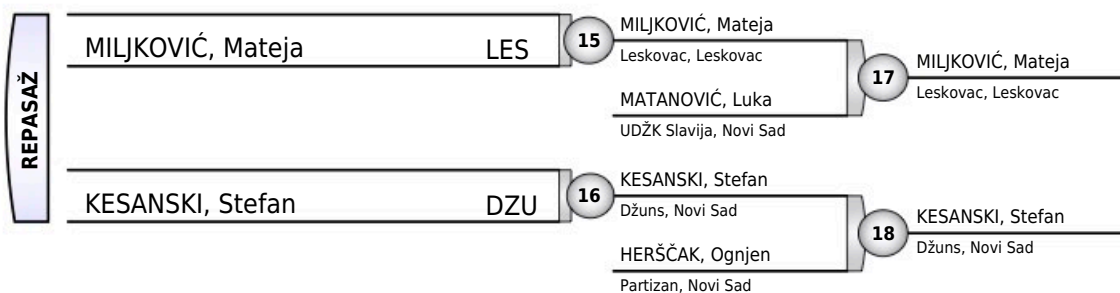 REPASAŽ
MILJKOVIĆ, Mateja LES
15
MILJKOVIĆ, Mateja
Leskovac, Leskovac
MATANOVIĆ, Luka
UDŽK Slavija, Novi Sad
17
MILJKOVIĆ, Mateja
Leskovac, Leskovac
KESANSKI, Stefan DZU
16
KESANSKI, Stefan
Džuns, Novi Sad
HERŠČAK, Ognjen
Partizan, Novi Sad
18
KESANSKI, Stefan
Džuns, Novi Sad